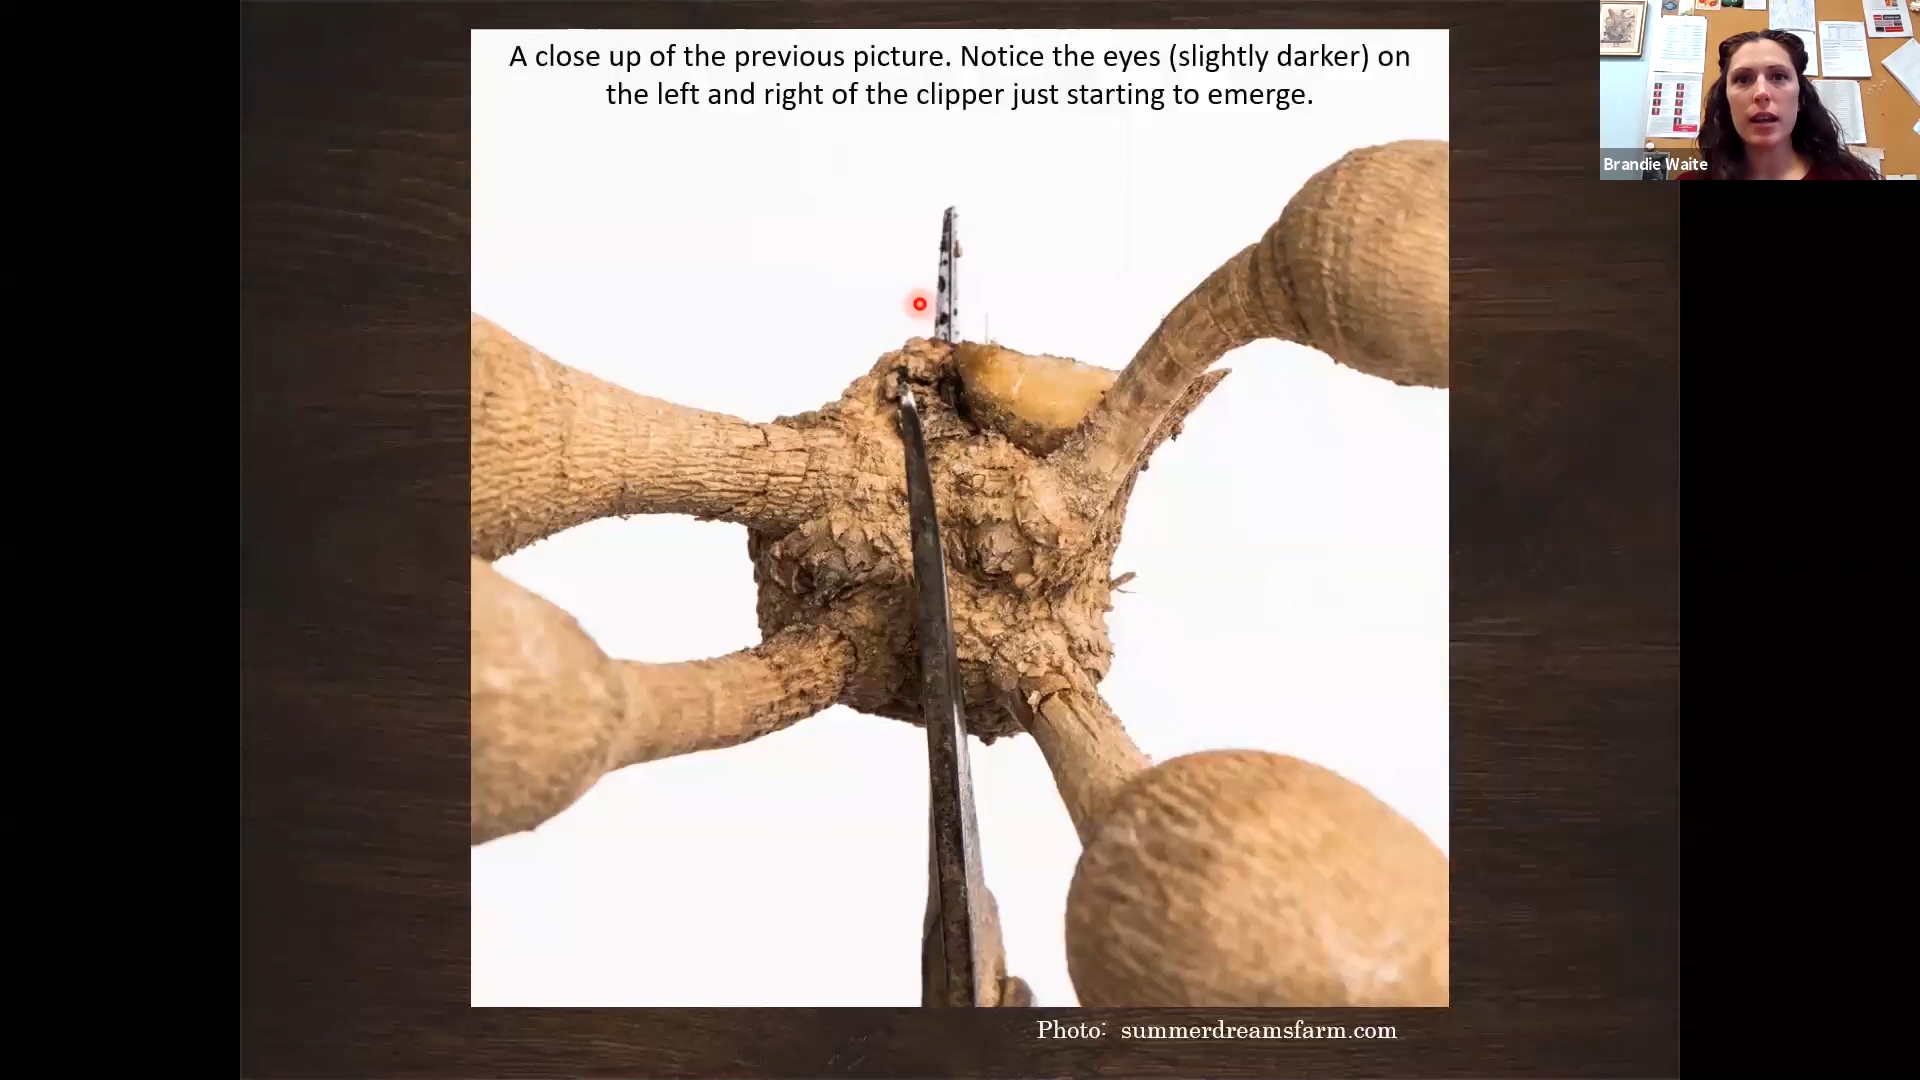 A close up of the previous picture. Notice the eyes (slightly darker) on
the left and right of the clipper just starting to emerge.
Brandie Waite
Photo: summerdreamsfarm.com